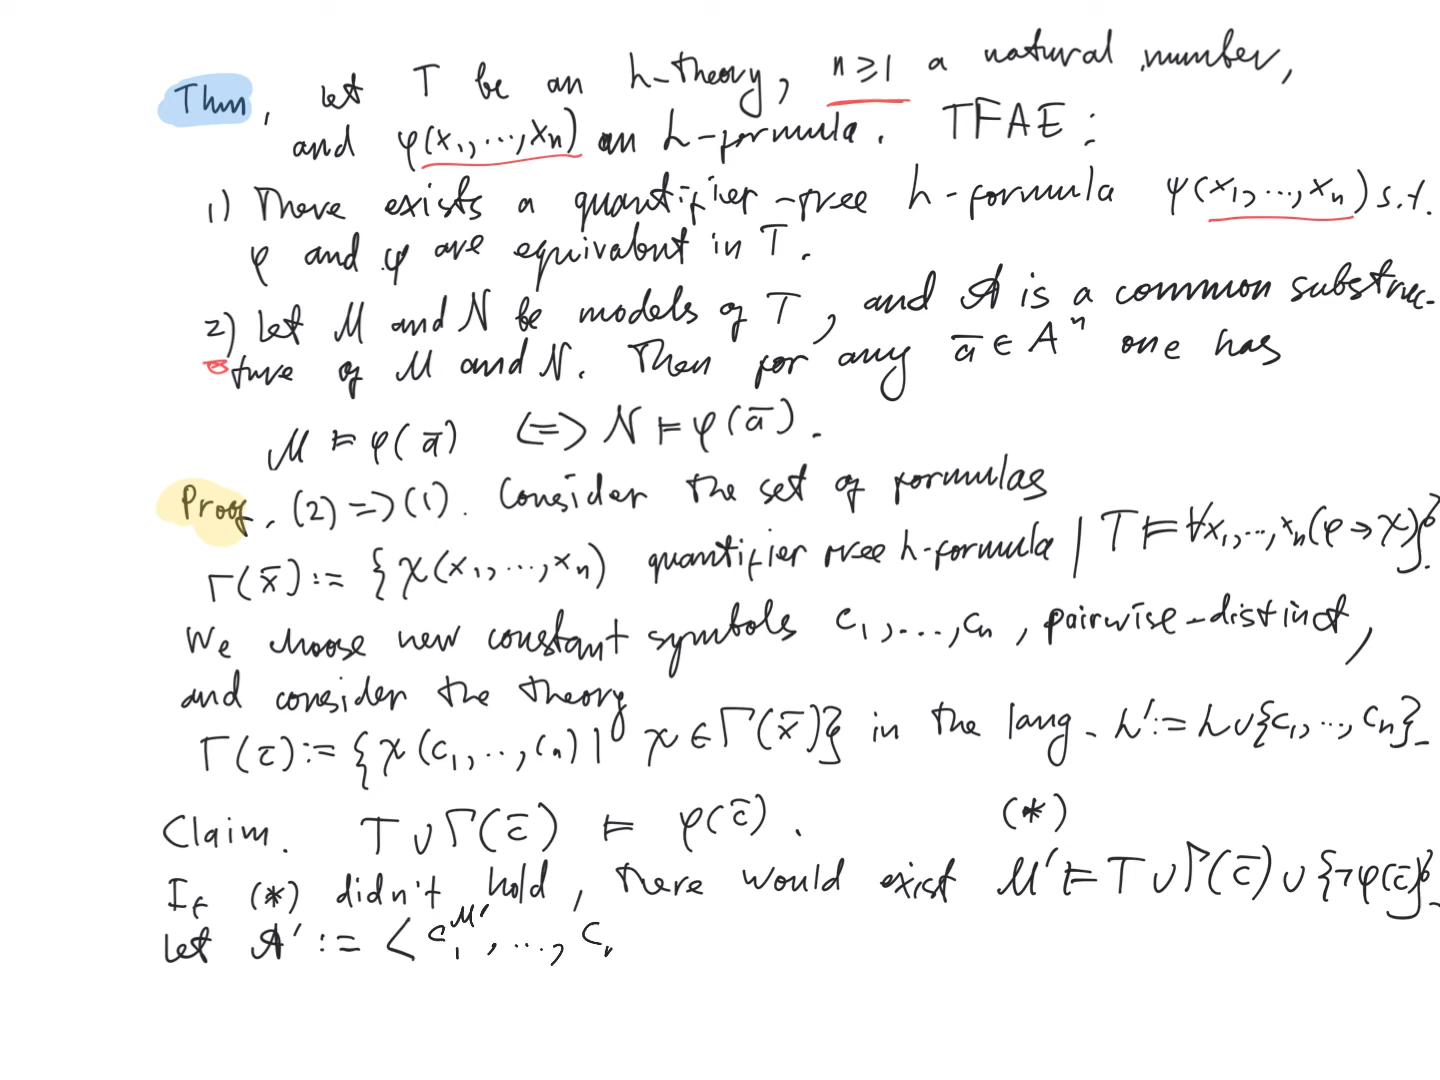 Thm, let T be an L-theory, n ≥ 1 a natural number,
and φ(x₁, ..., xₙ) an L-formula. TFAE:
1) There exists a quantifier-free L-formula ψ(x₁, ..., xₙ) s.t.
φ and ψ are equivalent in T.
2) Let M and N be models of T, and A is a common substruc-
ture of M and N. Then for any ā ∈ Aⁿ one has
M ⊨ φ(ā) <=> N ⊨ φ(ā).
Proof. (2) => (1). Consider the set of formulas
Γ(x̄) := {χ(x₁, ..., xₙ) quantifier free L-formula | T ⊨ ∀x₁, ..., xₙ(φ → χ)}.
We choose new constant symbols c₁, ..., cₙ, pairwise-distinct,
and consider the theory
Γ(c̄) := {χ(c₁, .., cₙ) | χ ∈ Γ(x̄)} in the lang. L' := L ∪ {c₁, ..., cₙ}.
Claim. T ∪ Γ(c̄) ⊨ φ(c̄). (*)
If (*) didn't hold, there would exist M' ⊨ T ∪ Γ(c̄) ∪ {¬φ(c̄)}.
Let A' := < c₁^M', ..., c